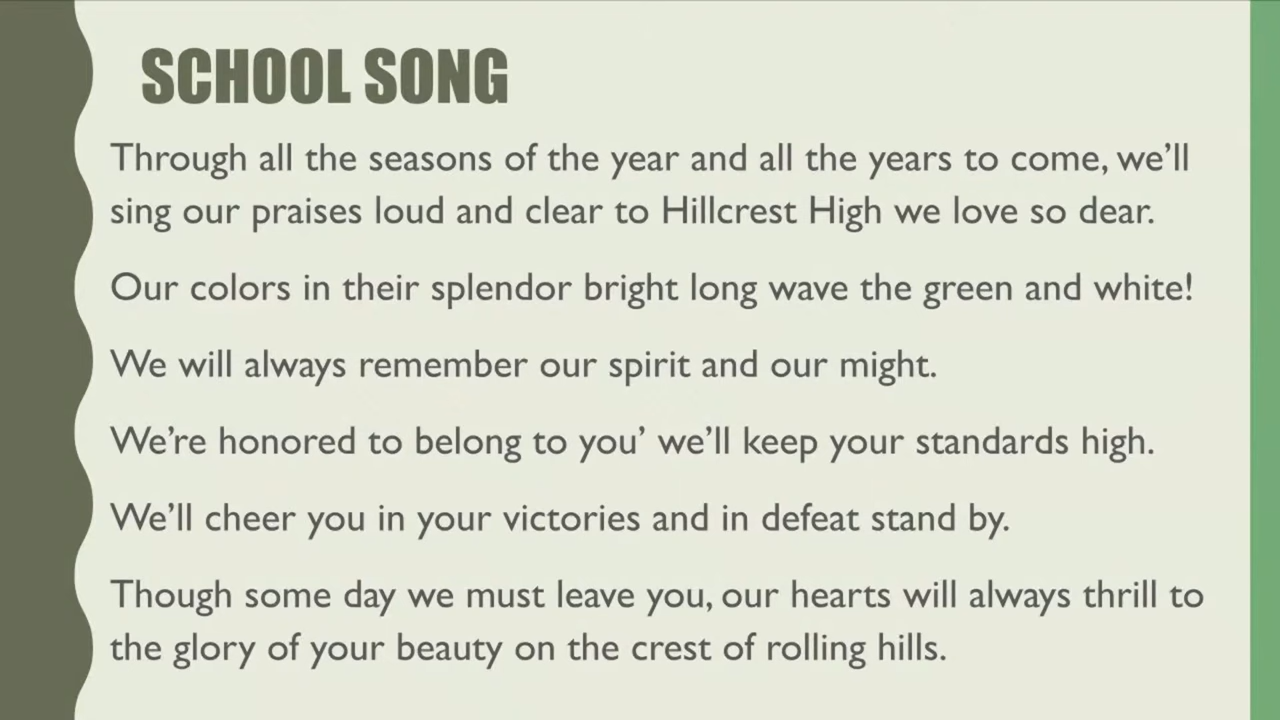 SCHOOL SONG
Through all the seasons of the year and all the years to come, we’ll
sing our praises loud and clear to Hillcrest High we love so dear.
Our colors in their splendor bright long wave the green and white!
We will always remember our spirit and our might.
We’re honored to belong to you’ we’ll keep your standards high.
We’ll cheer you in your victories and in defeat stand by.
Though some day we must leave you, our hearts will always thrill to
the glory of your beauty on the crest of rolling hills.